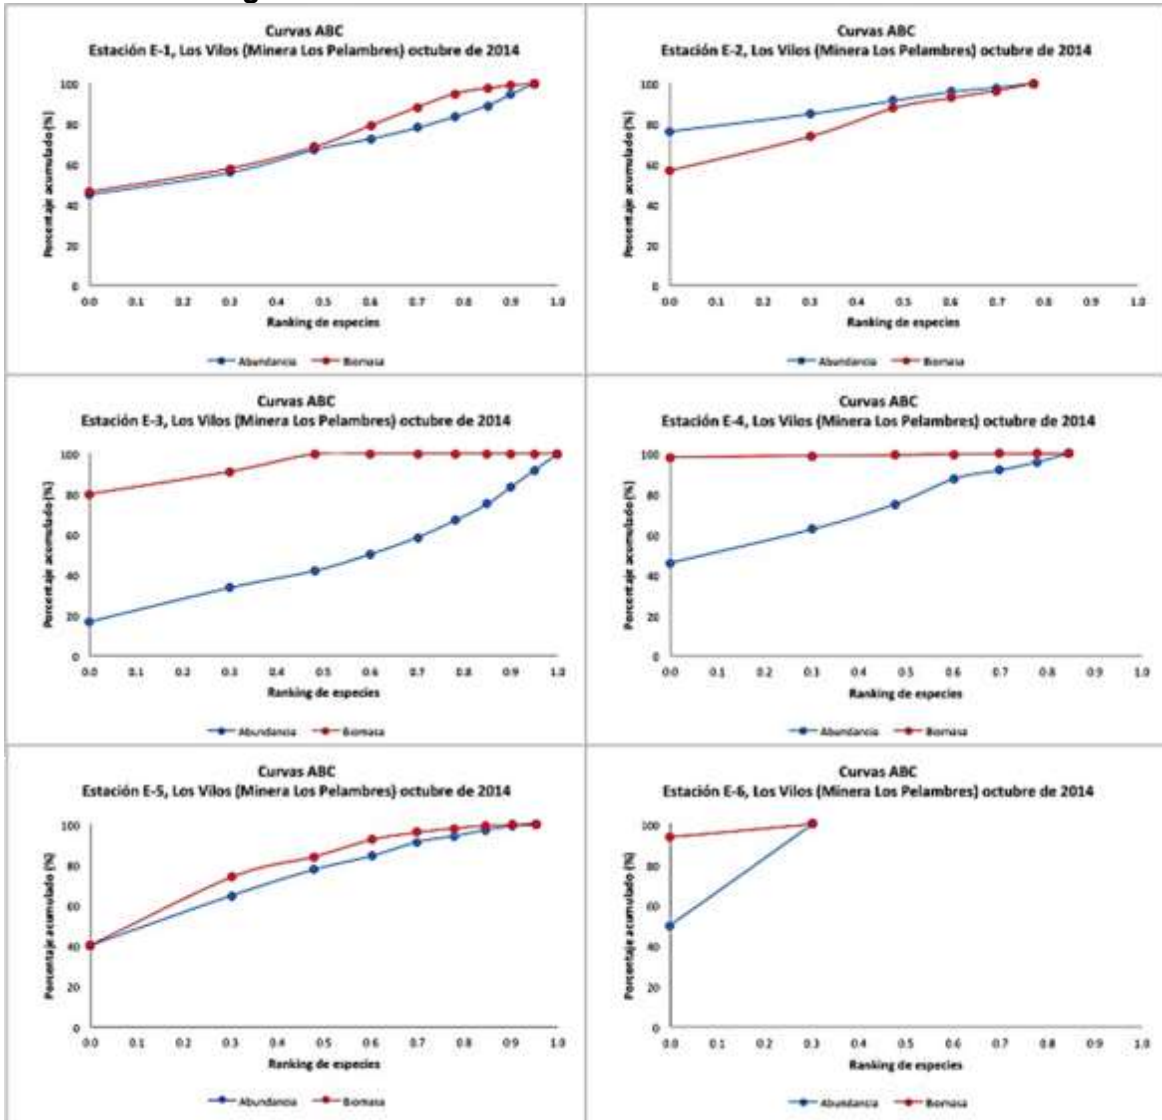 Curvas ABC
Estación E-1, Los Vilos (Minera Los Pelambres) octubre de 2014
Porcentaje acumulado (%)
100
80
60
40
20
0
0.0 0.1 0.2 0.3 0.4 0.5 0.6 0.7 0.8 0.9 1.0
Ranking de especies
Abundancia Biomasa
Curvas ABC
Estación E-2, Los Vilos (Minera Los Pelambres) octubre de 2014
Porcentaje acumulado (%)
100
80
60
40
20
0
0.0 0.1 0.2 0.3 0.4 0.5 0.6 0.7 0.8 0.9 1.0
Ranking de especies
Abundancia Biomasa
Curvas ABC
Estación E-3, Los Vilos (Minera Los Pelambres) octubre de 2014
Porcentaje acumulado (%)
100
80
60
40
20
0
0.0 0.1 0.2 0.3 0.4 0.5 0.6 0.7 0.8 0.9 1.0
Ranking de especies
Abundancia Biomasa
Curvas ABC
Estación E-4, Los Vilos (Minera Los Pelambres) octubre de 2014
Porcentaje acumulado (%)
100
80
60
40
20
0
0.0 0.1 0.2 0.3 0.4 0.5 0.6 0.7 0.8 0.9 1.0
Ranking de especies
Abundancia Biomasa
Curvas ABC
Estación E-5, Los Vilos (Minera Los Pelambres) octubre de 2014
Porcentaje acumulado (%)
100
80
60
40
20
0
0.0 0.1 0.2 0.3 0.4 0.5 0.6 0.7 0.8 0.9 1.0
Ranking de especies
Abundancia Biomasa
Curvas ABC
Estación E-6, Los Vilos (Minera Los Pelambres) octubre de 2014
Porcentaje acumulado (%)
100
80
60
40
20
0
0.0 0.1 0.2 0.3 0.4 0.5 0.6 0.7 0.8 0.9 1.0
Ranking de especies
Abundancia Biomasa